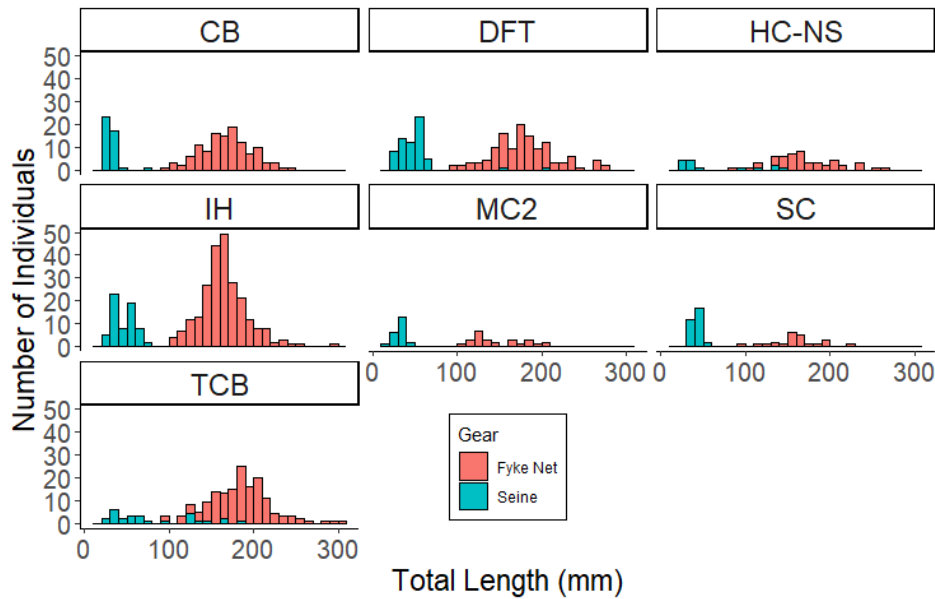 CB DFT HC-NS
50
40
30
20
10
0
IH MC2 SC
50
40
30
20
10
0
0 100 200 300 0 100 200 300
TCB
50
40
30
20
10
0
0 100 200 300
Number of Individuals
Gear
Fyke Net
Seine
Total Length (mm)